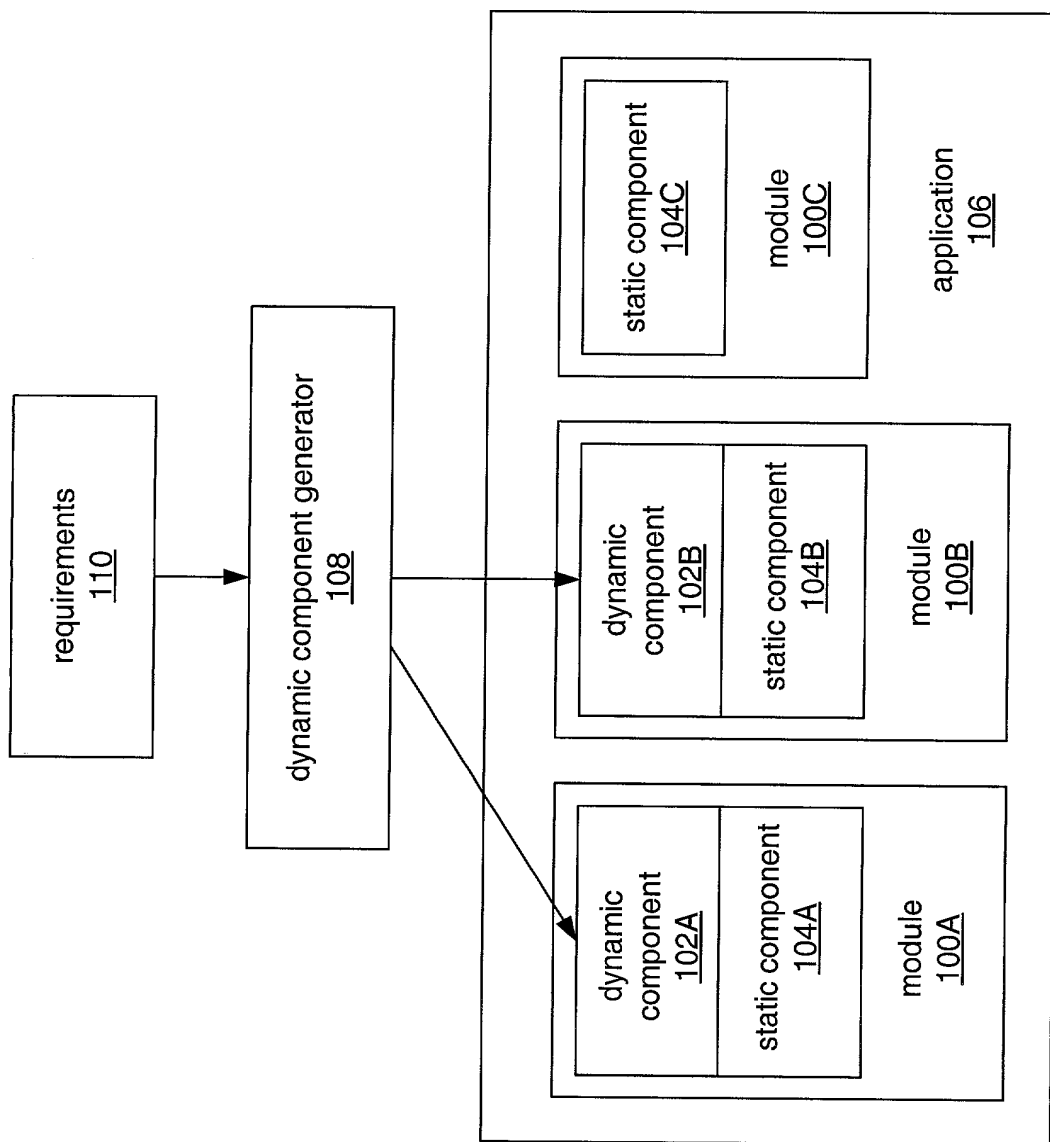 requirements
110
dynamic component generator
108
dynamic
component
102A
static component
104A
module
100A
dynamic
component
102B
static component
104B
module
100B
static component
104C
module
100C
application
106